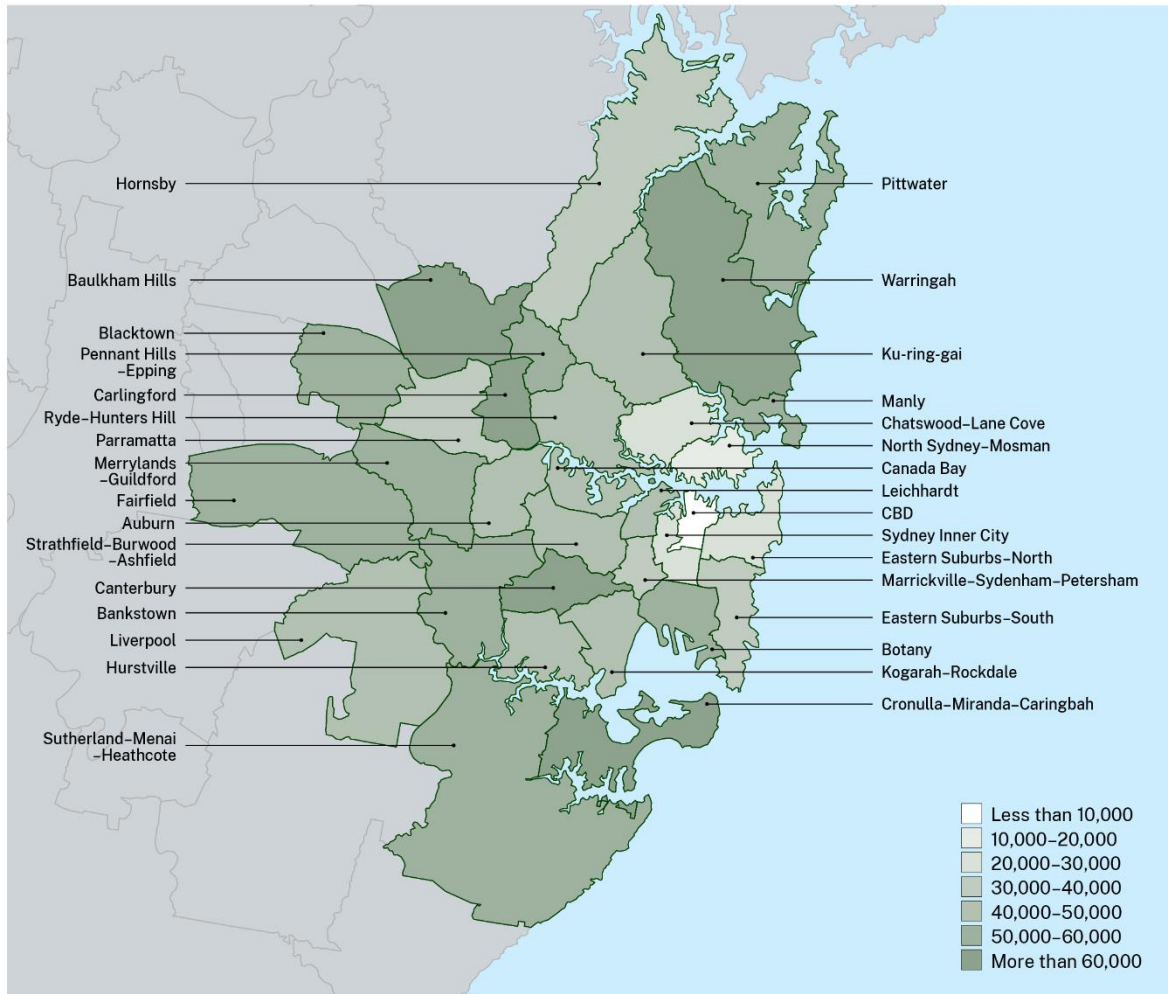 Hornsby
Baulkham Hills
Blacktown
Pennant Hills
–Epping
Carlingford
Ryde–Hunters Hill
Parramatta
Merrylands
–Guildford
Fairfield
Auburn
Strathfield–Burwood
–Ashfield
Canterbury
Bankstown
Liverpool
Hurstville
Sutherland–Menai
–Heathcote
Pittwater
Warringah
Ku-ring-gai
Manly
Chatswood–Lane Cove
North Sydney–Mosman
Canada Bay
Leichhardt
CBD
Sydney Inner City
Eastern Suburbs–North
Marrickville–Sydenham–Petersham
Eastern Suburbs–South
Botany
Kogarah–Rockdale
Cronulla–Miranda–Caringbah
Less than 10,000
10,000–20,000
20,000–30,000
30,000–40,000
40,000–50,000
50,000–60,000
More than 60,000